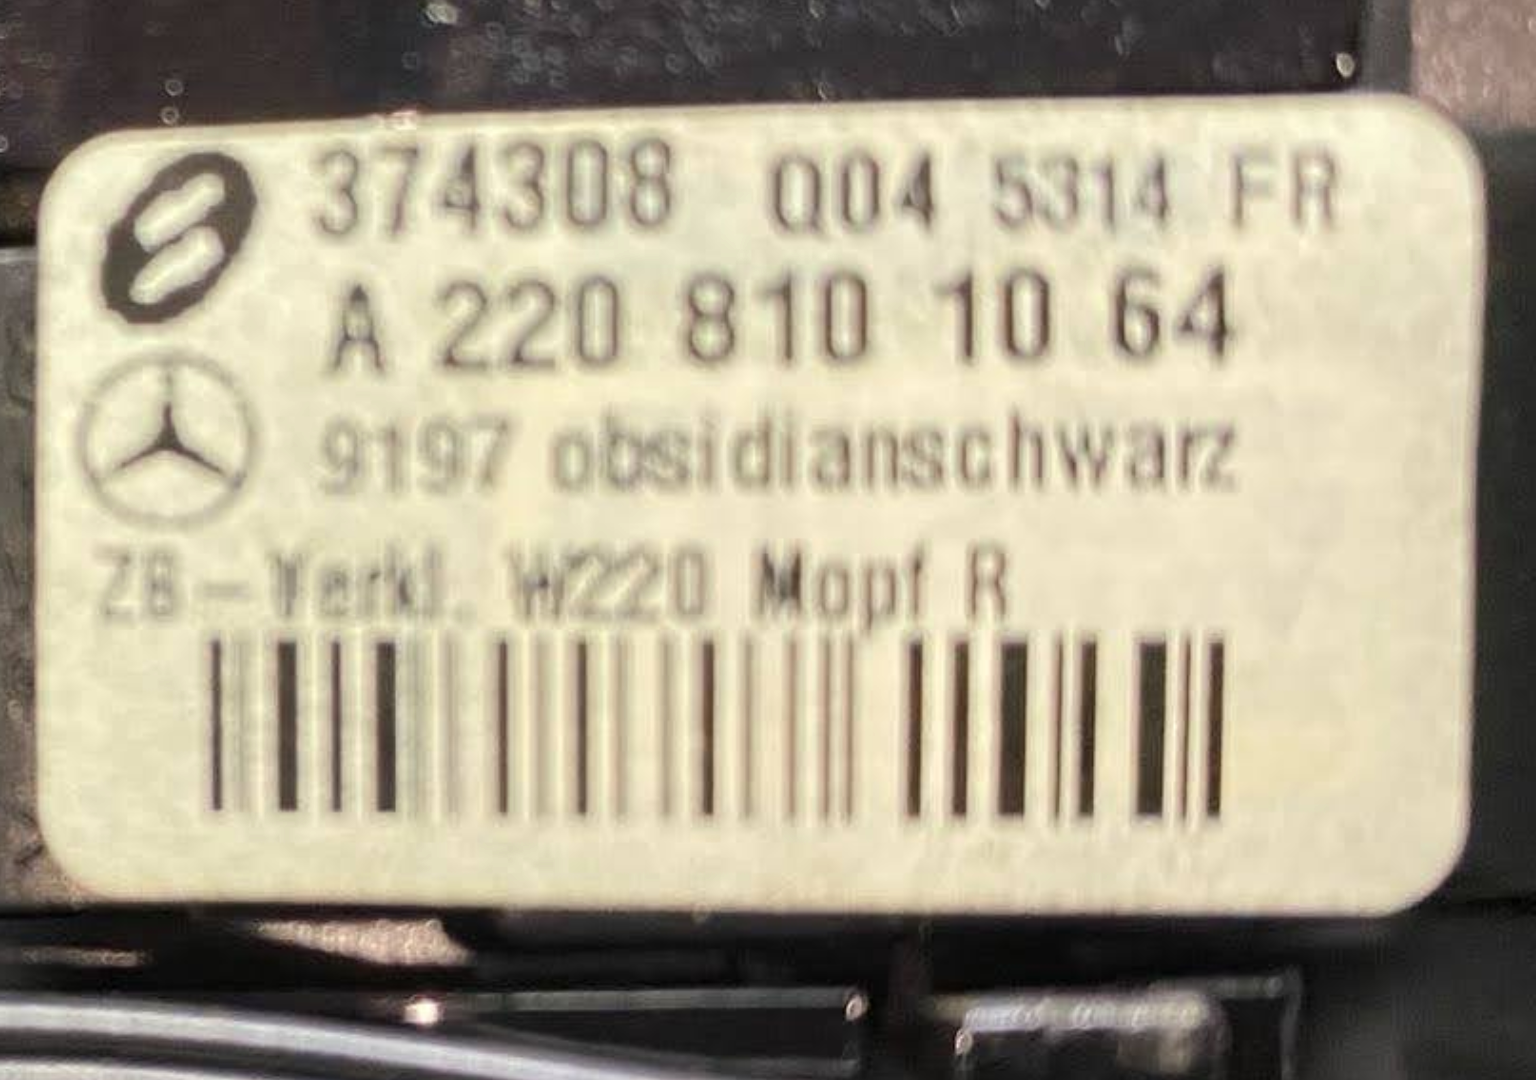 374308 Q04 5314 FR
A 220 810 10 64
9197 obsidianschwarz
ZB-Verkl. W220 Mopf R